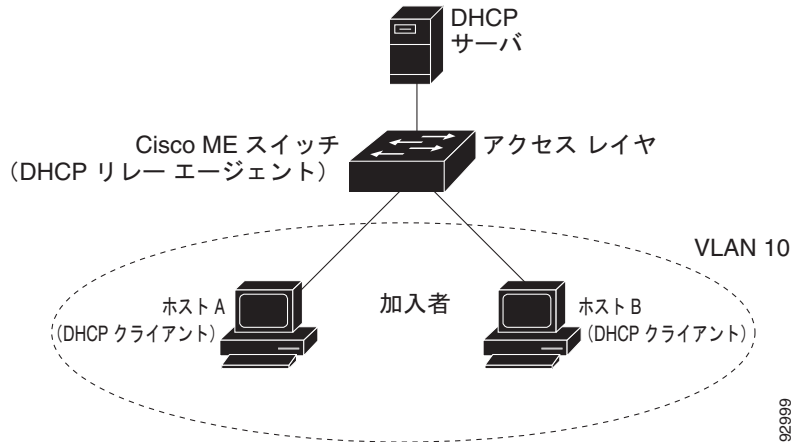 DHCP
サーバ
Cisco ME スイッチ
(DHCP リレー エージェント)
アクセス レイヤ
VLAN 10
ホスト A
(DHCP クライアント)
加入者
ホスト B
(DHCP クライアント)
92999